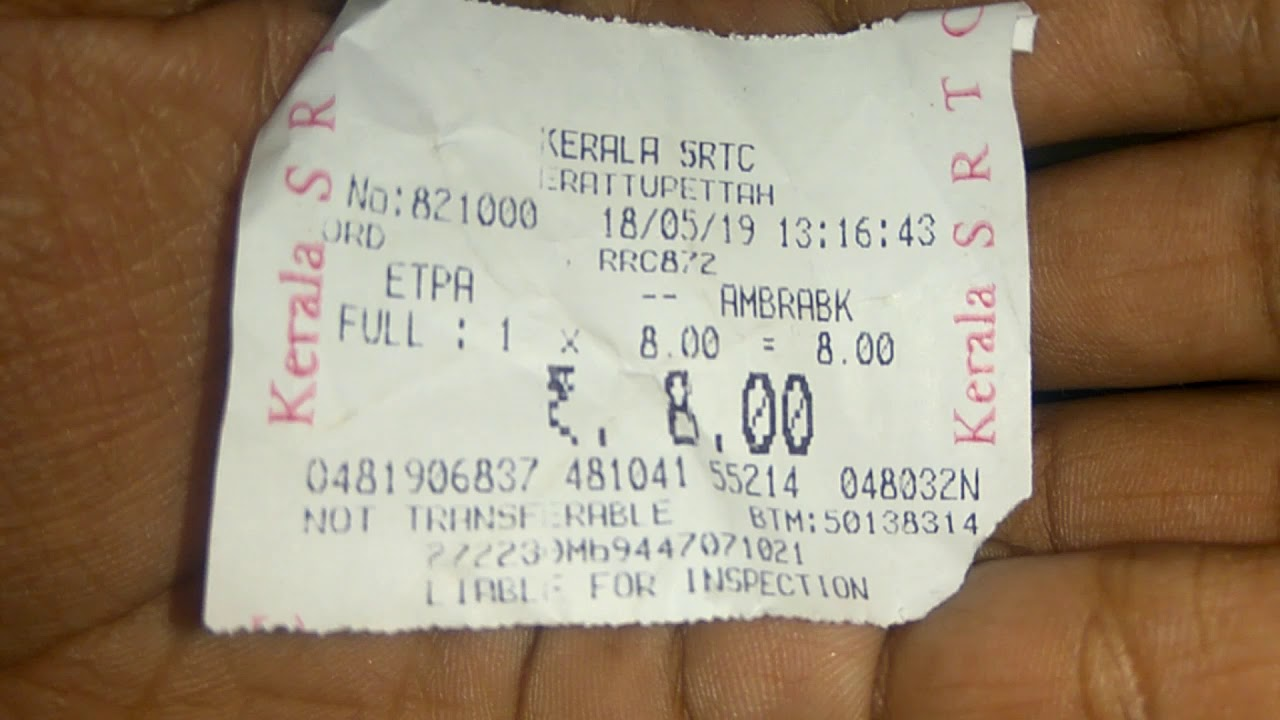 Kerala S R T
KERALA SRTC
ERATTUPETTAH
No:821000 18/05/19 13:16:43
ORD RRC872
ETPA -- AMBRABK
FULL : 1 x 8.00 = 8.00
₹. 8.00
0481906837 481041 55214 048032N
NOT TRANSFERABLE BTM:50138314
Mb9447071021
LIABLE FOR INSPECTION
Kerala S R T C